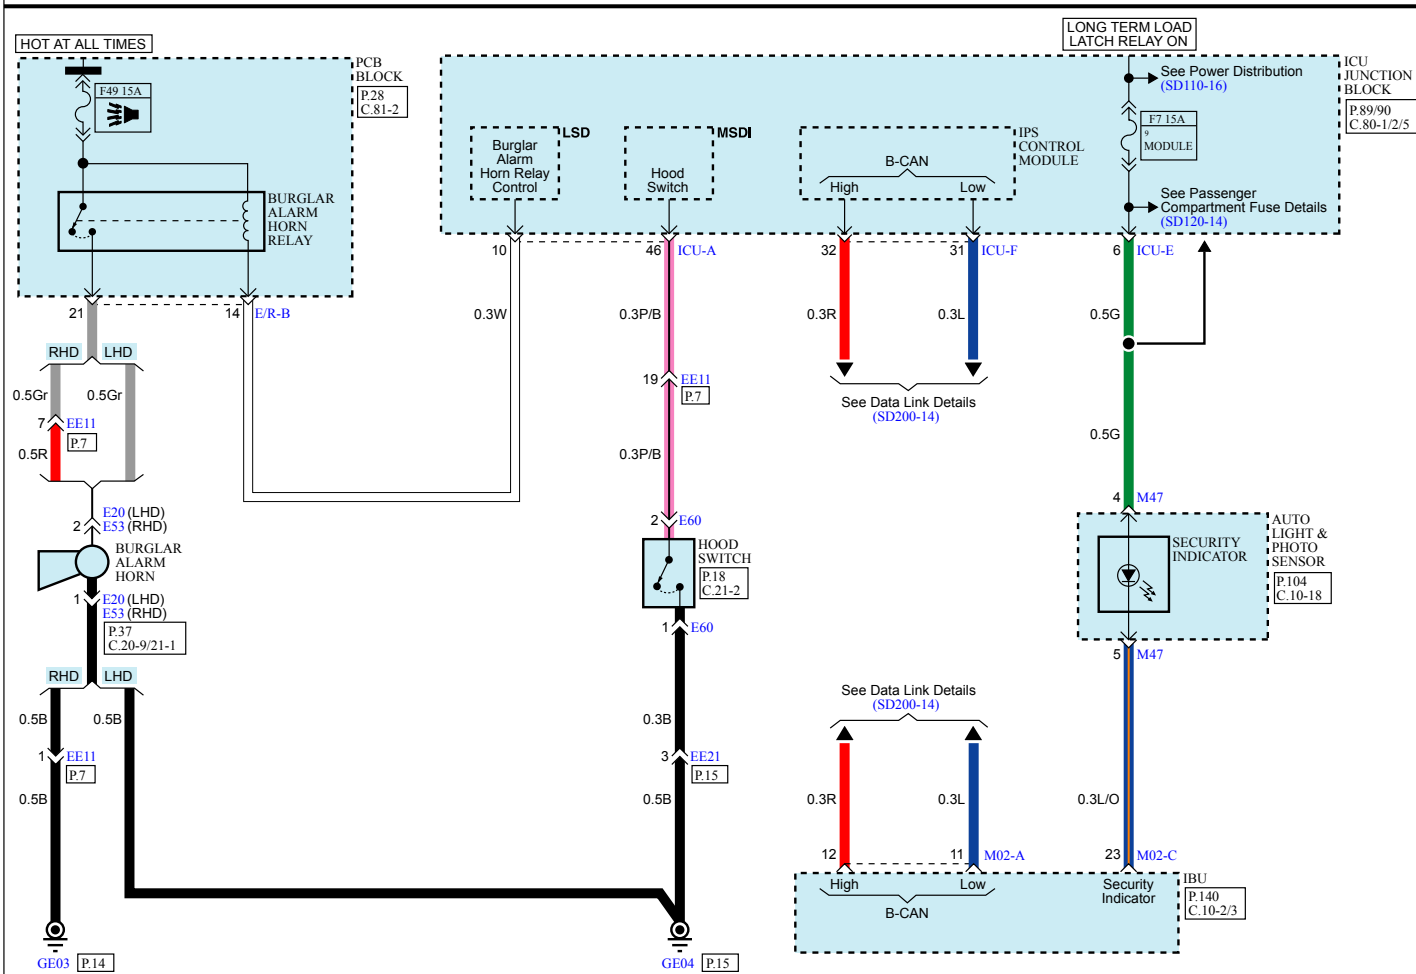 HOT AT ALL TIMES
PCB
BLOCK
P.28
C.81-2
F49 15A
BURGLAR
ALARM
HORN
RELAY
21
14 E/R-B
LONG TERM LOAD
LATCH RELAY ON
ICU
JUNCTION
BLOCK
P.89/90
C.80-1/2/5
See Power Distribution
(SD110-16)
F7 15A
9
MODULE
See Passenger
Compartment Fuse Details
(SD120-14)
LSD
Burglar
Alarm
Horn Relay
Control
MSDI
Hood
Switch
IPS
CONTROL
MODULE
B-CAN
High
Low
10
46 ICU-A
32
31 ICU-F
6 ICU-E
0.3W
0.3P/B
0.3R
0.3L
0.5G
RHD
LHD
0.5Gr
0.5Gr
7 EE11
P.7
0.5R
19 EE11
P.7
See Data Link Details
(SD200-14)
0.5G
0.3P/B
E20 (LHD)
2 E53 (RHD)
BURGLAR
ALARM
HORN
1 E20 (LHD)
E53 (RHD)
P.37
C.20-9/21-1
2 E60
HOOD
SWITCH
P.18
C.21-2
1 E60
4 M47
SECURITY
INDICATOR
AUTO
LIGHT &
PHOTO
SENSOR
P.104
C.10-18
5 M47
RHD
LHD
0.5B
0.5B
1 EE11
P.7
0.5B
0.3B
3 EE21
P.15
0.5B
See Data Link Details
(SD200-14)
0.3R
0.3L
0.3L/O
12
11 M02-A
23 M02-C
High
Low
B-CAN
Security
Indicator
IBU
P.140
C.10-2/3
GE03 P.14
GE04 P.15